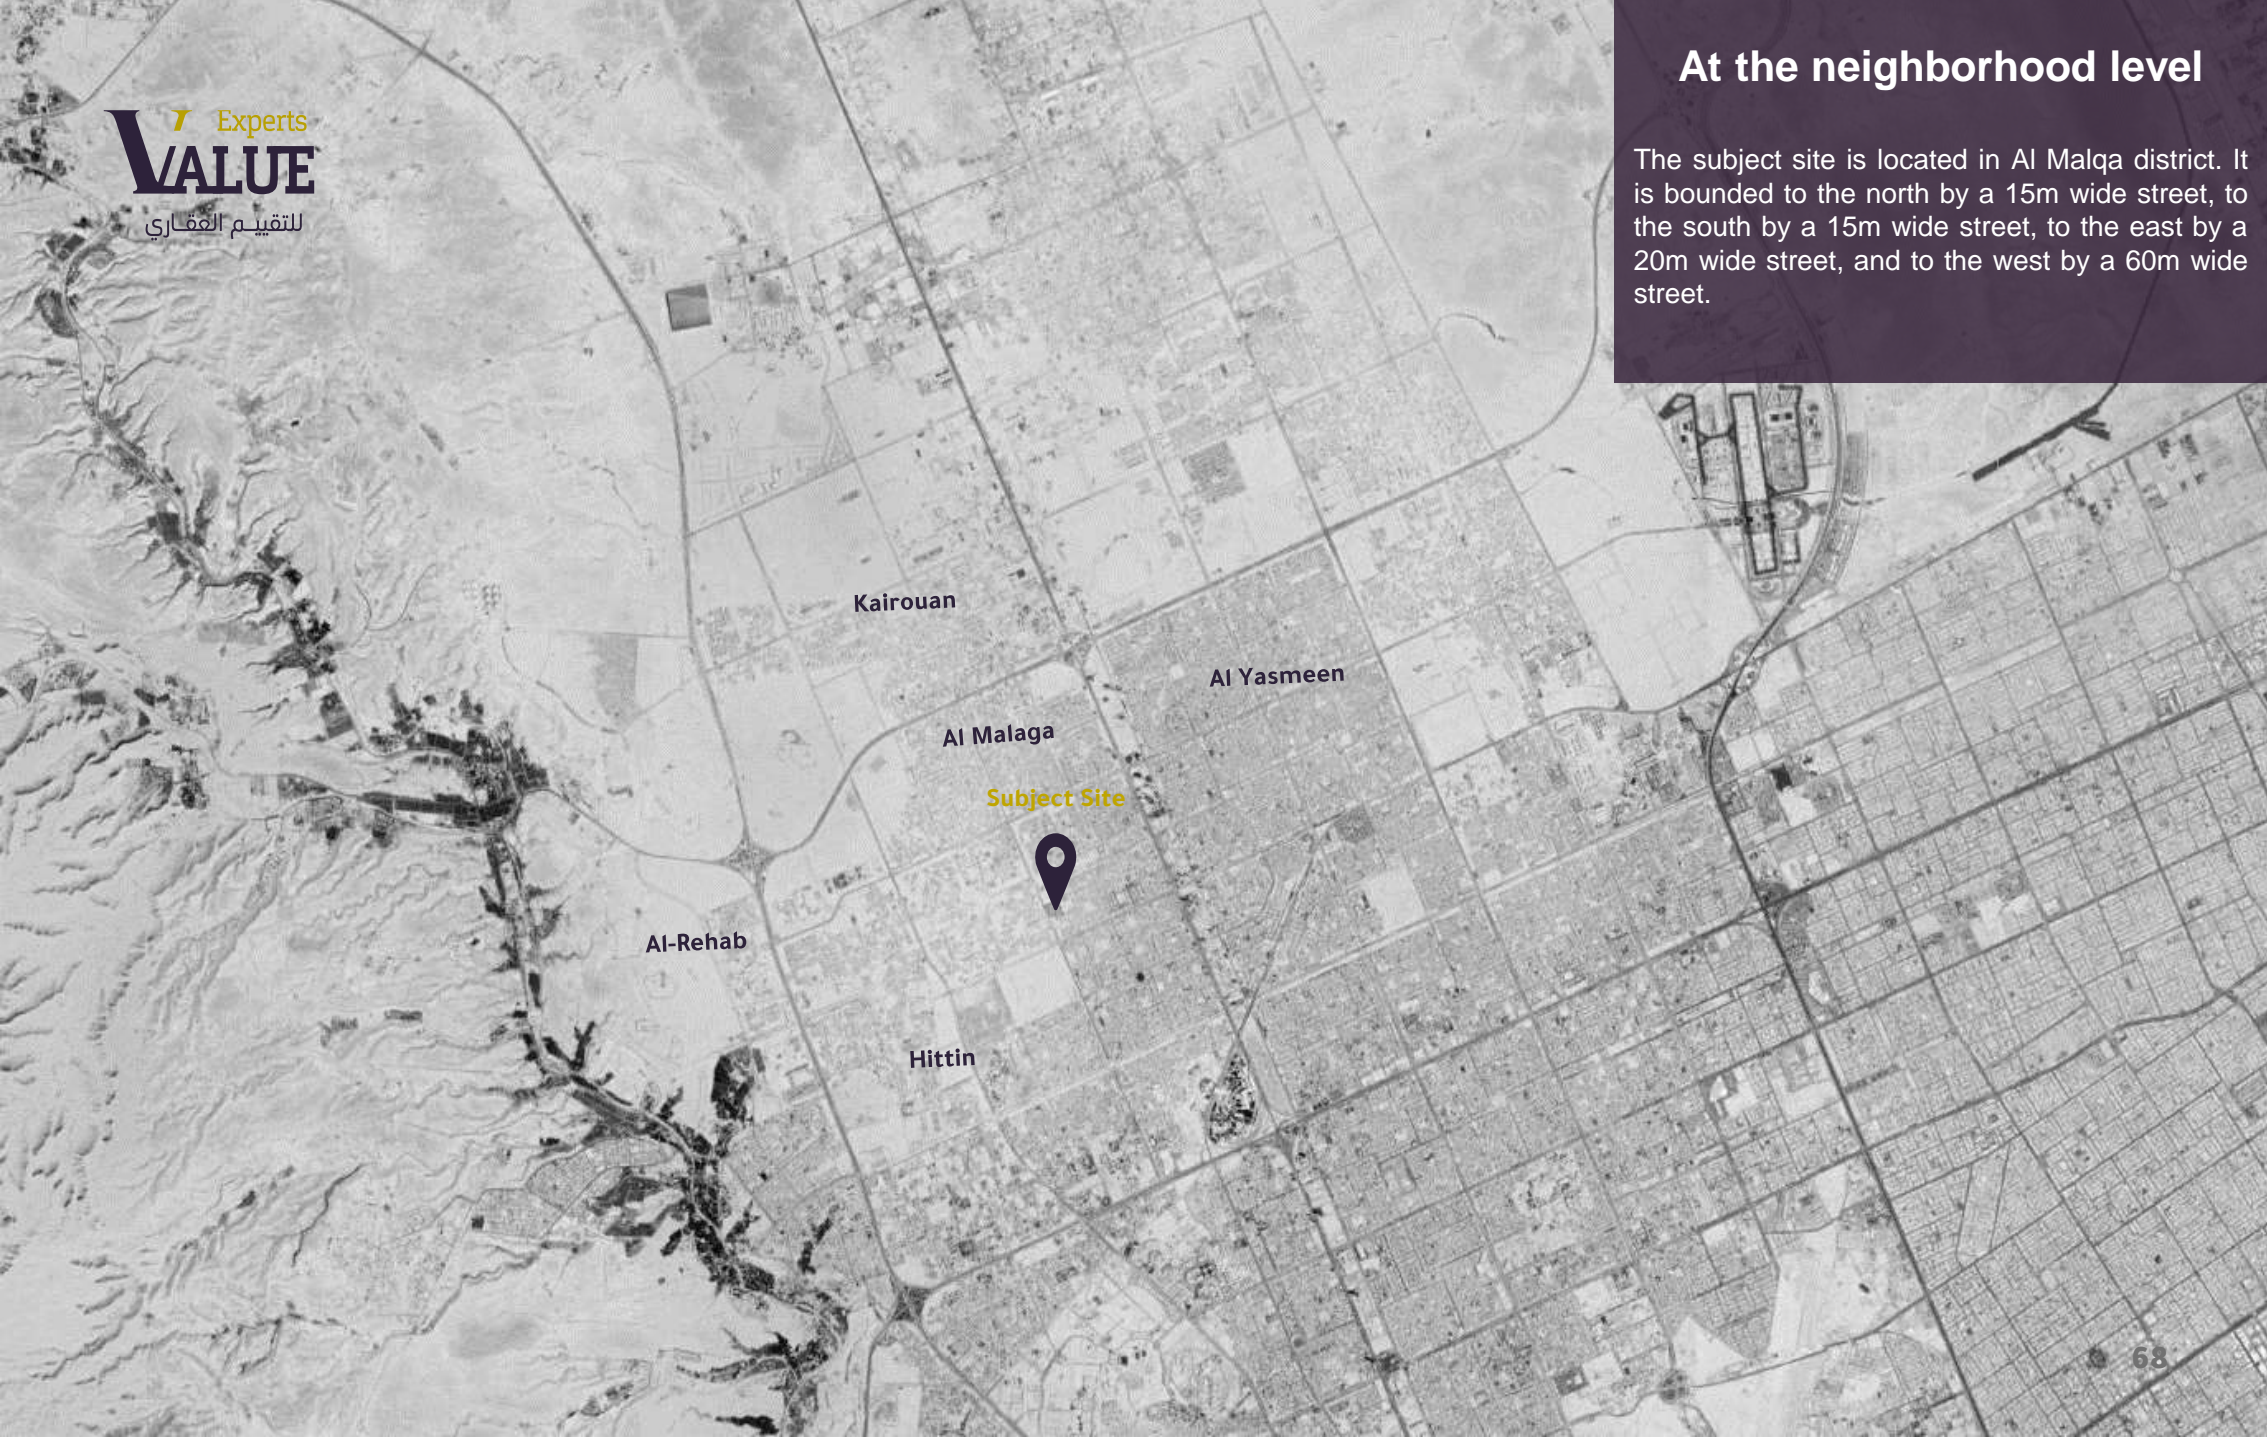 At the neighborhood level
Experts
VALUE
للتقييم العقاري
The subject site is located in Al Malqa district. It
is bounded to the north by a 15m wide street, to
the south by a 15m wide street, to the east by a
20m wide street, and to the west by a 60m wide
street.
Kairouan
Al Yasmeen
Al Malaga
Subject Site
Al-Rehab
Hittin
68